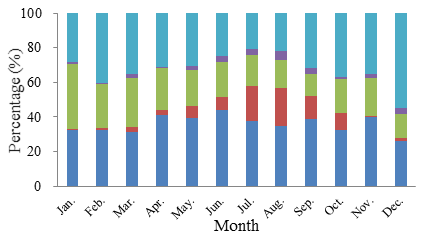 Percentage (%)
100
80
60
40
20
0
Jan. Feb. Mar. Apr. May. Jun. Jul. Aug. Sep. Oct. Nov. Dec.
Month